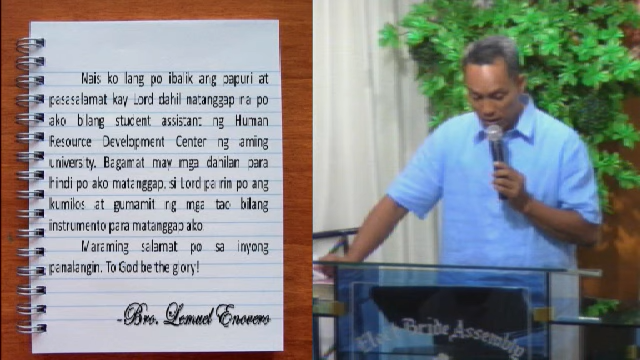 Nais ko lang po ibalik ang papuri at
pasasalamat kay Lord dahil natanggap na po
ako bilang student assistant ng Human
Resource Development Center ng aming
university. Bagamat may mga dahilan para
hindi po ako matanggap, si Lord pa rin po ang
kumilos at gumamit ng mga tao bilang
instrumento para matanggap ako
Maraming salamat po sa inyong
panalangin. To God be the glory!
-Bro. Lemuel Enovero
Elect Bride Assembly